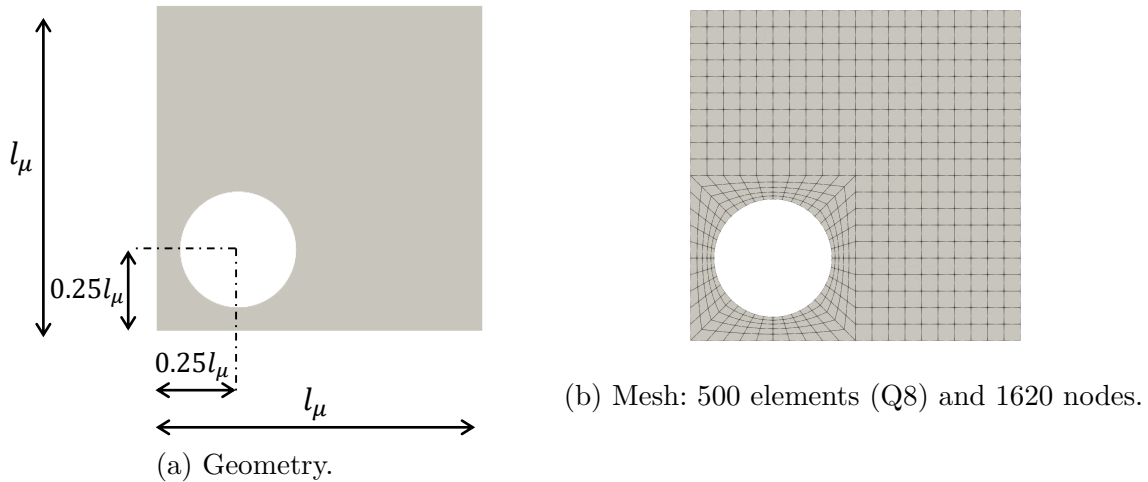 l_μ
0.25l_μ
0.25l_μ
l_μ
(a) Geometry.
(b) Mesh: 500 elements (Q8) and 1620 nodes.